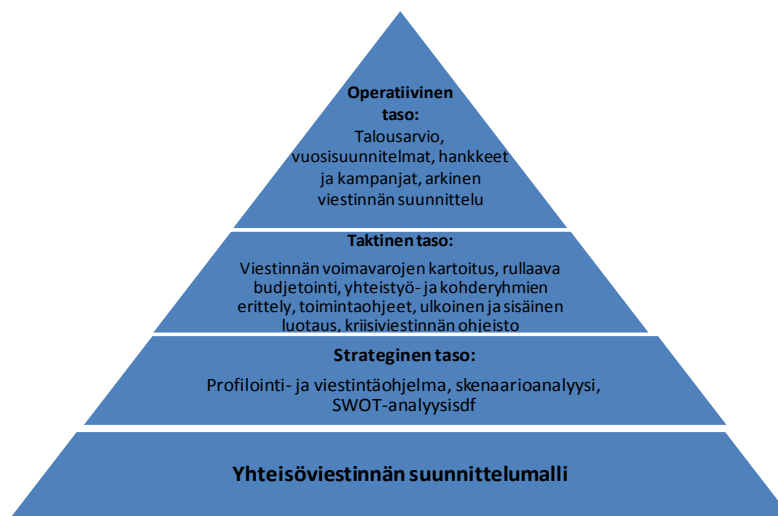 Operatiivinen
taso:
Talousarvio,
vuosisuunnitelmat, hankkeet
ja kampanjat, arkinen
viestinnän suunnittelu
Taktinen taso:
Viestinnän voimavarojen kartoitus, rullaava
budjetointi, yhteistyö- ja kohderyhmien
erittely, toimintaohjeet, ulkoinen ja sisäinen
luotaus, kriisiviestinnän ohjeisto
Strateginen taso:
Profilointi- ja viestintäohjelma, skenaarioanalyysi,
SWOT-analyysisdf
Yhteisöviestinnän suunnittelumalli